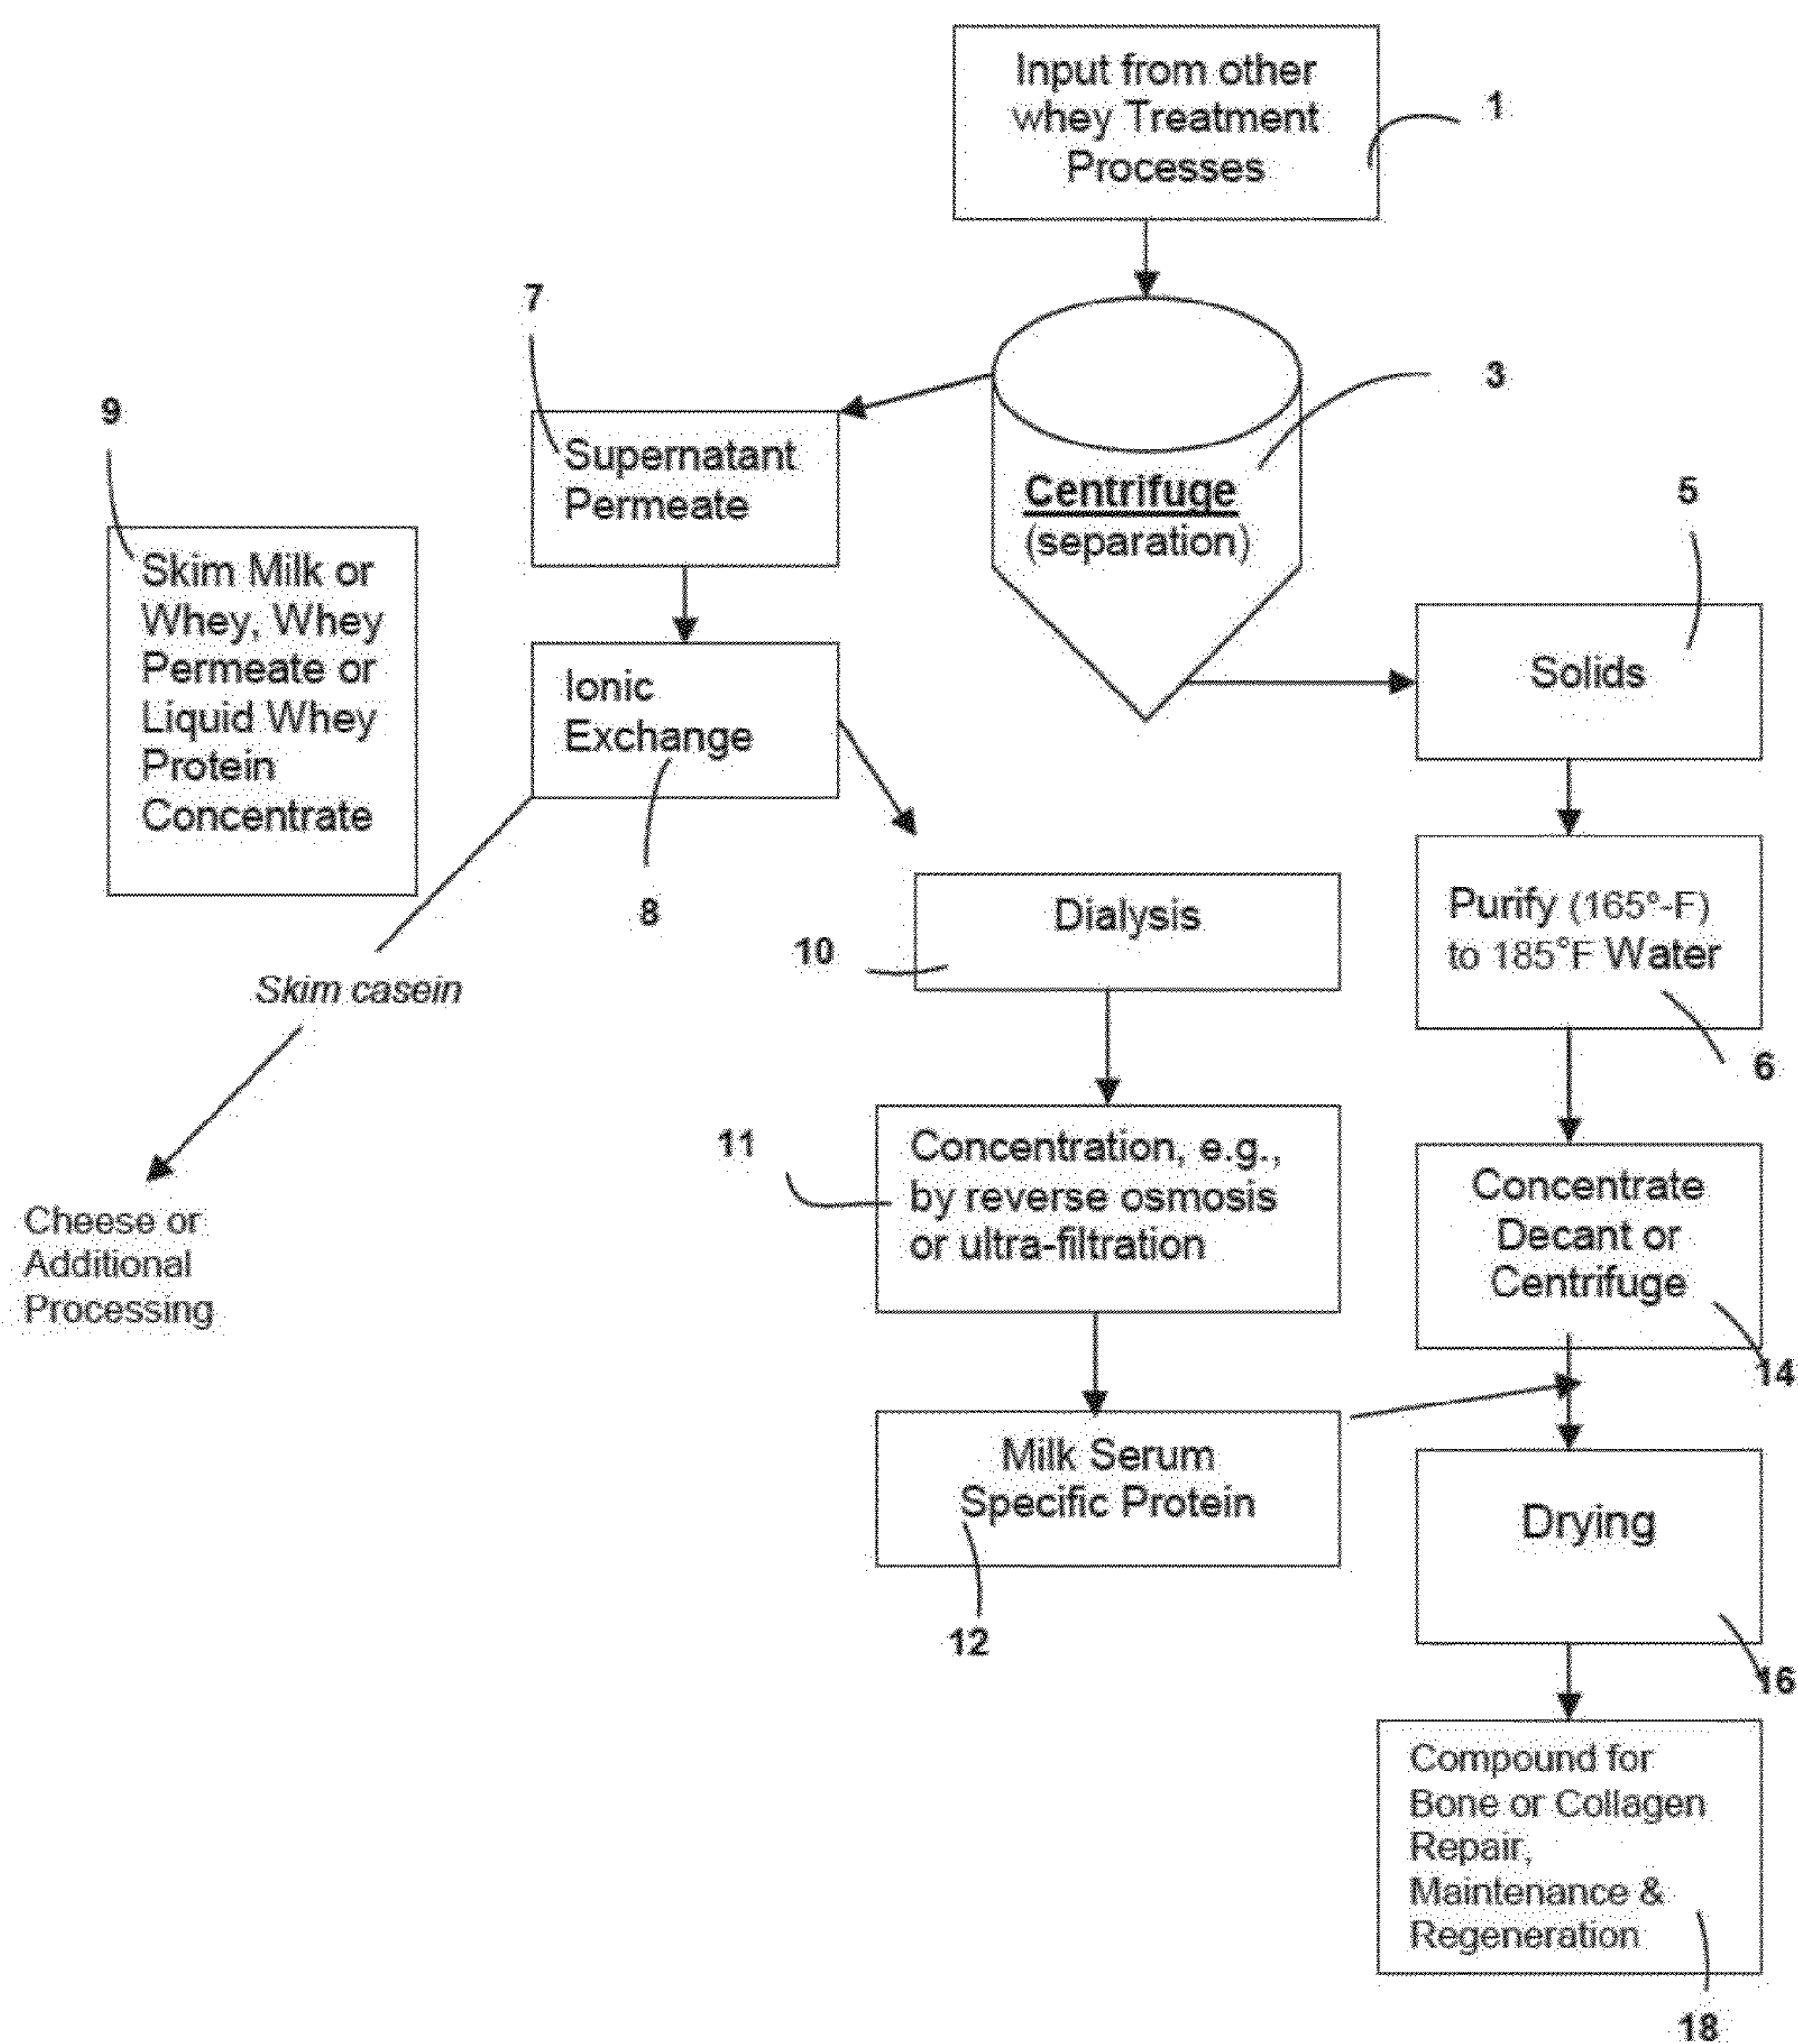 Input from other
whey Treatment
Processes
1
7
3
9
Supernatant
Permeate
Centrifuge
(separation)
5
Skim Milk or
Whey, Whey
Permeate or
Liquid Whey
Protein
Concentrate
Ionic
Exchange
8
Solids
Purify (165º-F)
to 185°F Water
6
Dialysis
10
Skim casein
Cheese or
Additional
Processing
11
Concentration, e.g.,
by reverse osmosis
or ultra-filtration
Concentrate
Decant or
Centrifuge
14
Milk Serum
Specific Protein
12
Drying
16
Compound for
Bone or Collagen
Repair,
Maintenance &
Regeneration
18